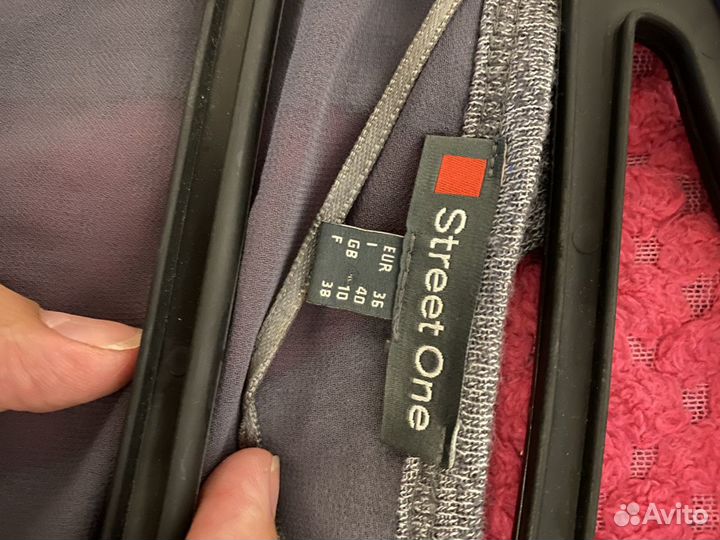 Street One
EUR 36
I 40
GB 10
F 38
Avito